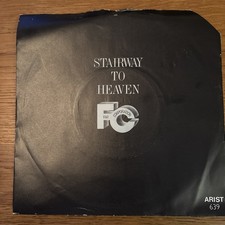 STAIRWAY
TO
HEAVEN
FC
ARIST
639